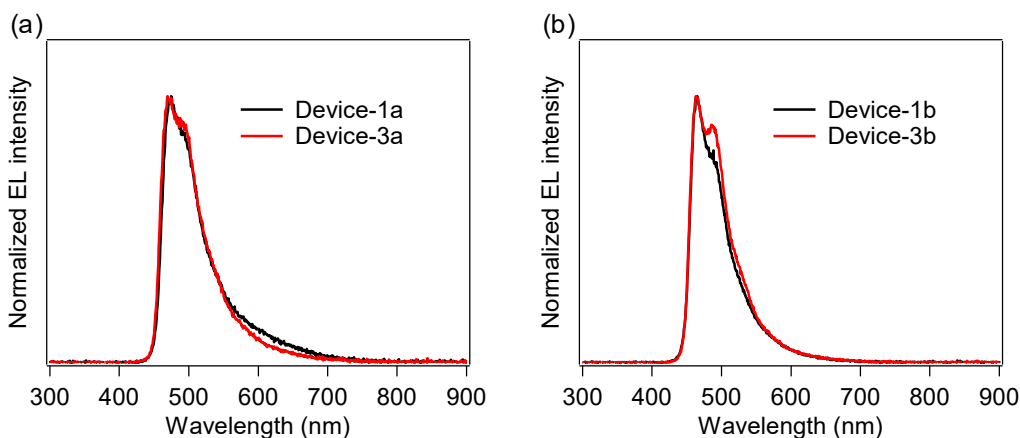 (a)
Normalized EL intensity
Device-1a
Device-3a
300 400 500 600 700 800 900
Wavelength (nm)
(b)
Normalized EL intensity
Device-1b
Device-3b
300 400 500 600 700 800 900
Wavelength (nm)